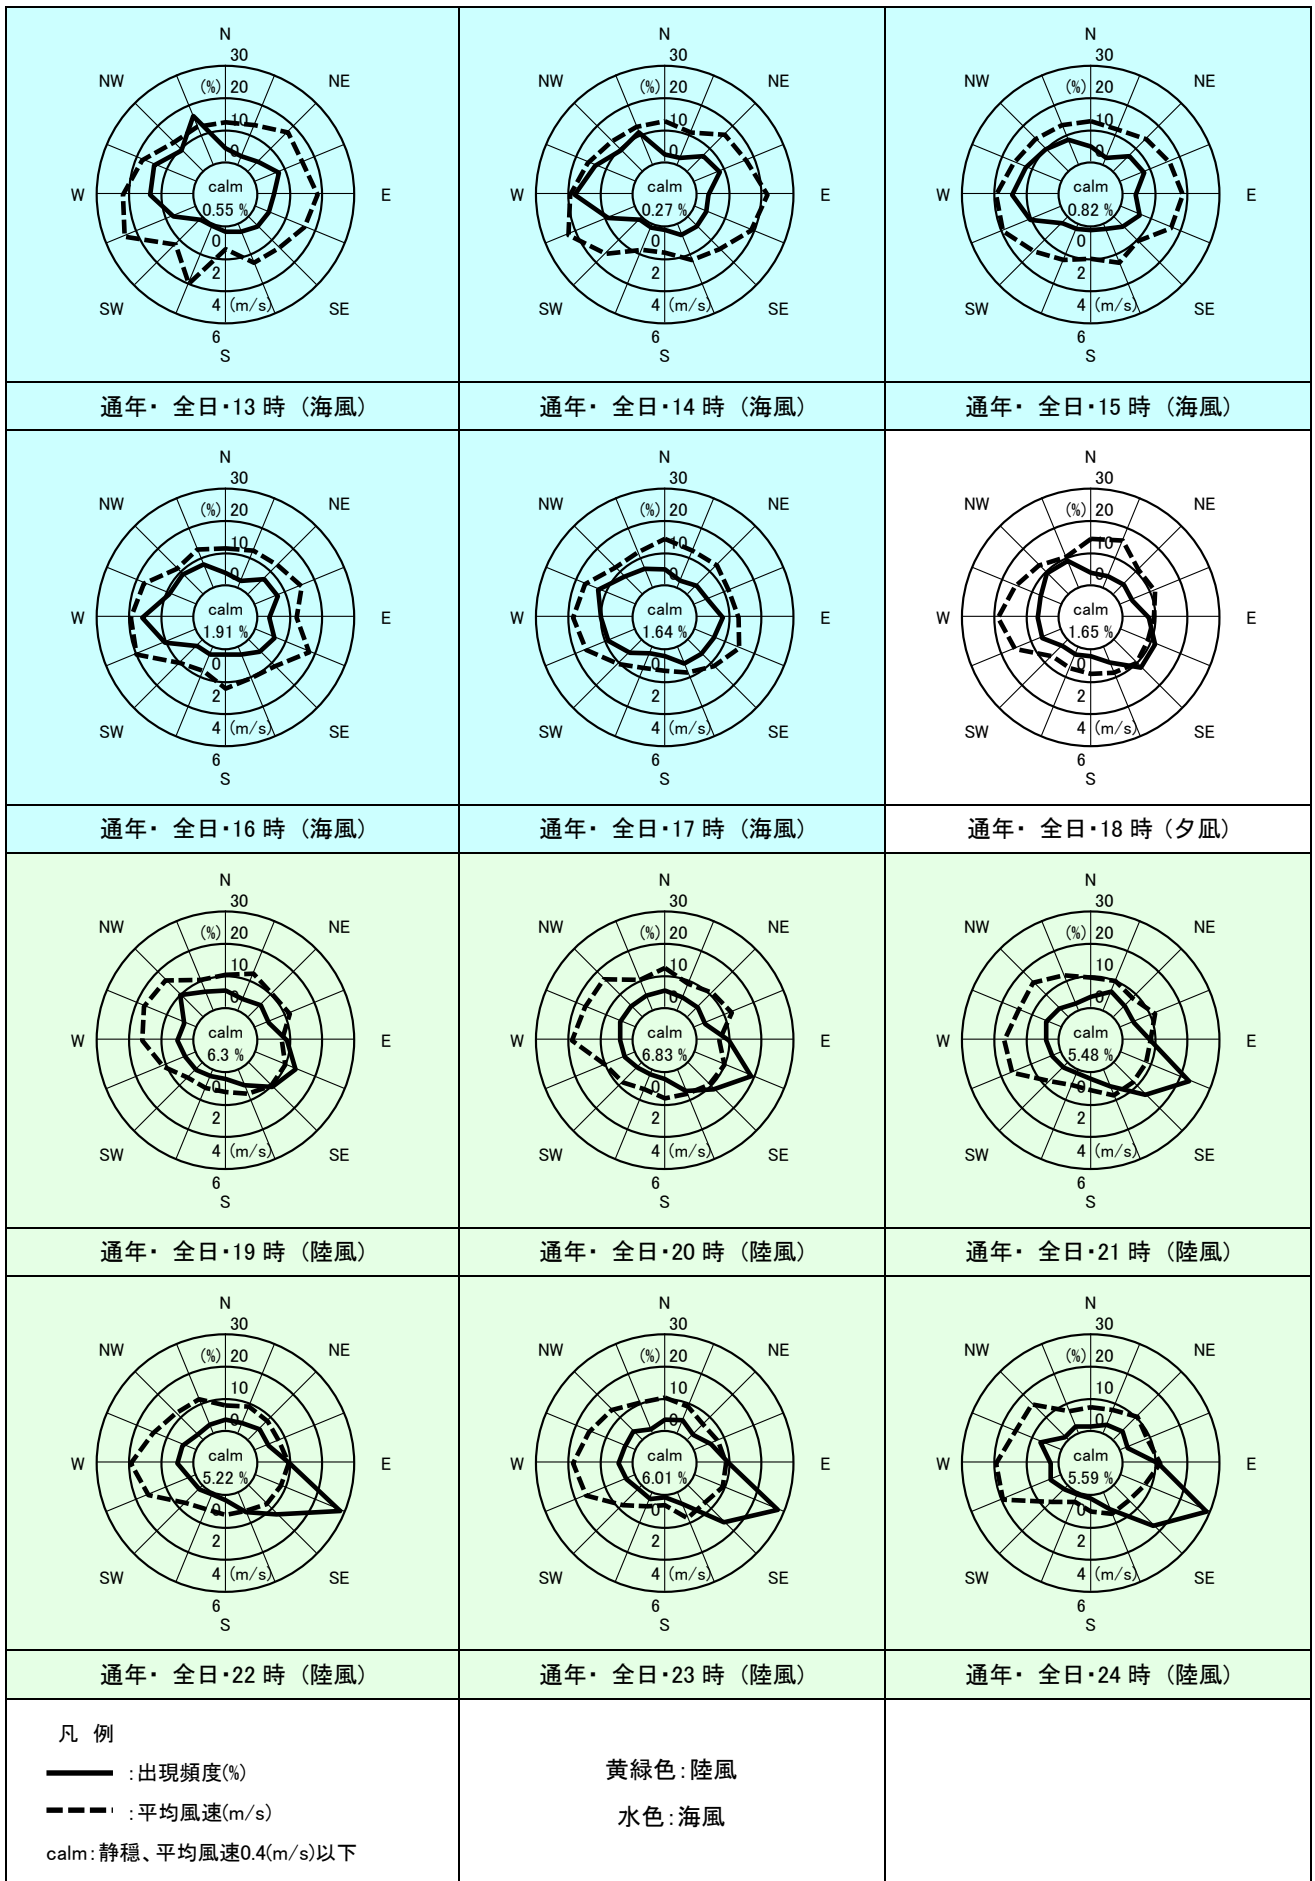 N
30
NW
(%) 20
NE
10
0
W
calm
E
0.55 %
0
2
SW
4 (m/s)
SE
6
S
通年・ 全日・13 時 (海風)
N
30
NW
(%) 20
NE
10
0
W
calm
E
0.27 %
0
2
SW
4 (m/s)
SE
6
S
通年・ 全日・14 時 (海風)
N
30
NW
(%) 20
NE
10
0
W
calm
E
0.82 %
0
2
SW
4 (m/s)
SE
6
S
通年・ 全日・15 時 (海風)
N
30
NW
(%) 20
NE
10
0
W
calm
E
1.91 %
0
2
SW
4 (m/s)
SE
6
S
通年・ 全日・16 時 (海風)
N
30
NW
(%) 20
NE
10
0
W
calm
E
1.64 %
0
2
SW
4 (m/s)
SE
6
S
通年・ 全日・17 時 (海風)
N
30
NW
(%) 20
NE
10
0
W
calm
E
1.65 %
0
2
SW
4 (m/s)
SE
6
S
通年・ 全日・18 時 (夕凪)
N
30
NW
(%) 20
NE
10
0
W
calm
E
6.3 %
0
2
SW
4 (m/s)
SE
6
S
通年・ 全日・19 時 (陸風)
N
30
NW
(%) 20
NE
10
0
W
calm
E
6.83 %
0
2
SW
4 (m/s)
SE
6
S
通年・ 全日・20 時 (陸風)
N
30
NW
(%) 20
NE
10
0
W
calm
E
5.48 %
0
2
SW
4 (m/s)
SE
6
S
通年・ 全日・21 時 (陸風)
N
30
NW
(%) 20
NE
10
0
W
calm
E
5.22 %
0
2
SW
4 (m/s)
SE
6
S
通年・ 全日・22 時 (陸風)
N
30
NW
(%) 20
NE
10
0
W
calm
E
6.01 %
0
2
SW
4 (m/s)
SE
6
S
通年・ 全日・23 時 (陸風)
N
30
NW
(%) 20
NE
10
0
W
calm
E
5.59 %
0
2
SW
4 (m/s)
SE
6
S
通年・ 全日・24 時 (陸風)
凡 例
:出現頻度(%)
:平均風速(m/s)
calm:静穏、平均風速0.4(m/s)以下
黄緑色:陸風
水色:海風